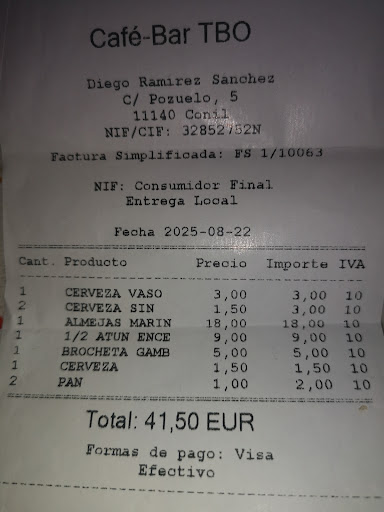 Café-Bar TBO
Diego Ramirez Sanchez
C/ Pozuelo, 5
11140 Conil
NIF/CIF: 32852752N
Factura Simplificada: FS 1/10063
NIF: Consumidor Final
Entrega Local
Fecha 2025-08-22
Cant. Producto Precio Importe IVA
1 CERVEZA VASO 3,00 3,00 10
2 CERVEZA SIN 1,50 3,00 10
1 ALMEJAS MARIN 18,00 18,00 10
1 1/2 ATUN ENCE 9,00 9,00 10
1 BROCHETA GAMB 5,00 5,00 10
1 CERVEZA 1,50 1,50 10
2 PAN 1,00 2,00 10
Total: 41,50 EUR
Formas de pago: Visa
Efectivo